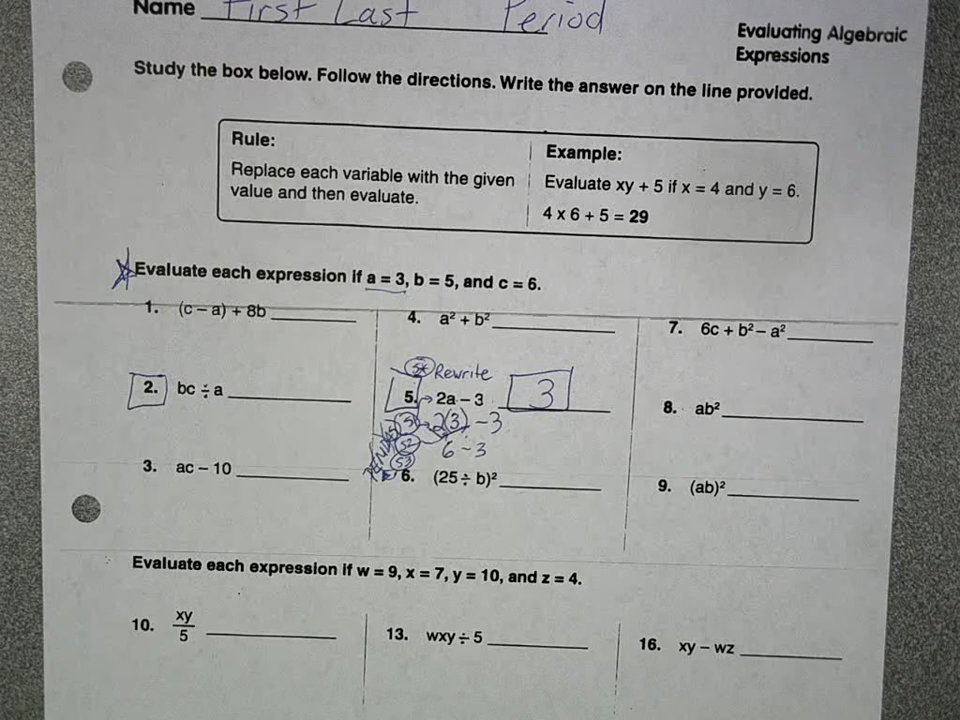 Name First Last Period
Evaluating Algebraic
Expressions
Study the box below. Follow the directions. Write the answer on the line provided.
Rule:
Replace each variable with the given
value and then evaluate.
Example:
Evaluate xy + 5 if x = 4 and y = 6.
4 x 6 + 5 = 29
Evaluate each expression if a = 3, b = 5, and c = 6.
1. (c – a) + 8b
2. bc ÷ a
3. ac – 10
4. a² + b²
Rewrite
5. 2a – 3 3
2(3) - 3
6 - 3
6. (25 ÷ b)²
7. 6c + b² – a²
8. ab²
9. (ab)²
Evaluate each expression if w = 9, x = 7, y = 10, and z = 4.
10. xy/5
13. wxy ÷ 5
16. xy – wz